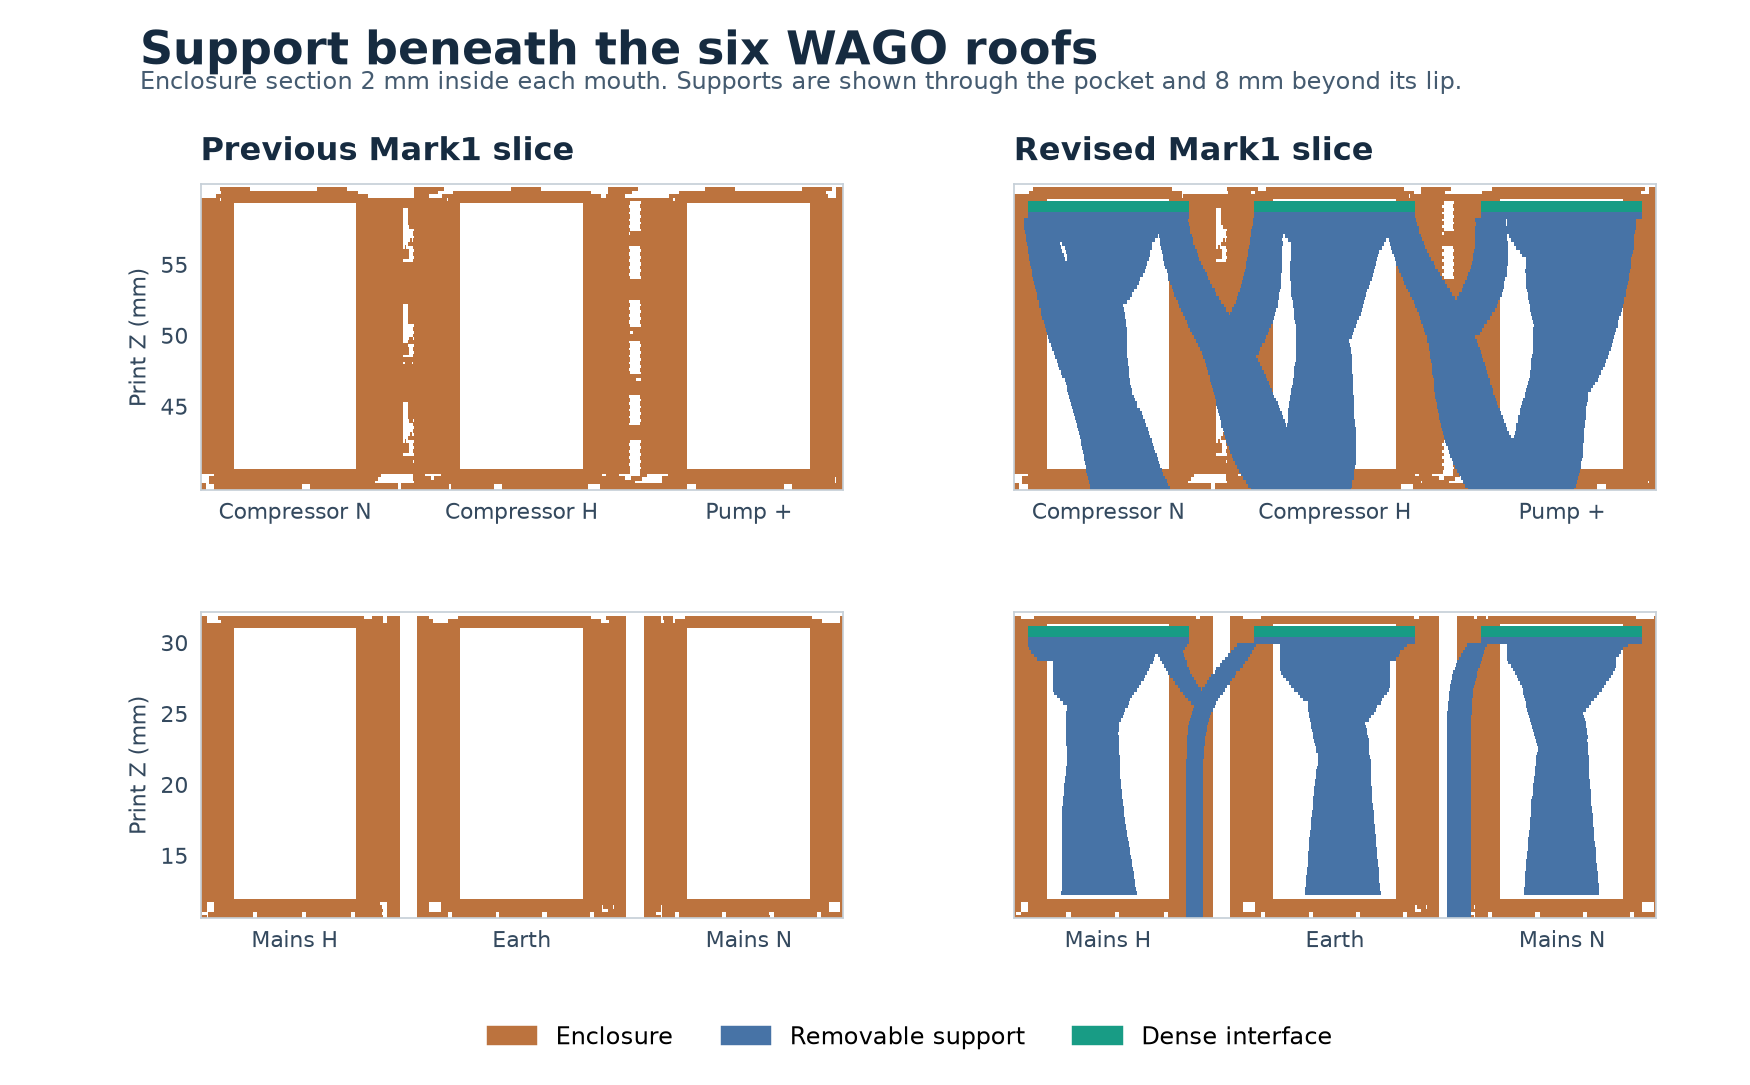 Support beneath the six WAGO roofs
Enclosure section 2 mm inside each mouth. Supports are shown through the pocket and 8 mm beyond its lip.
Previous Mark1 slice
Revised Mark1 slice
Print Z (mm)
55
50
45
Compressor N
Compressor H
Pump +
Compressor N
Compressor H
Pump +
Print Z (mm)
30
25
20
15
Mains H
Earth
Mains N
Mains H
Earth
Mains N
Enclosure
Removable support
Dense interface